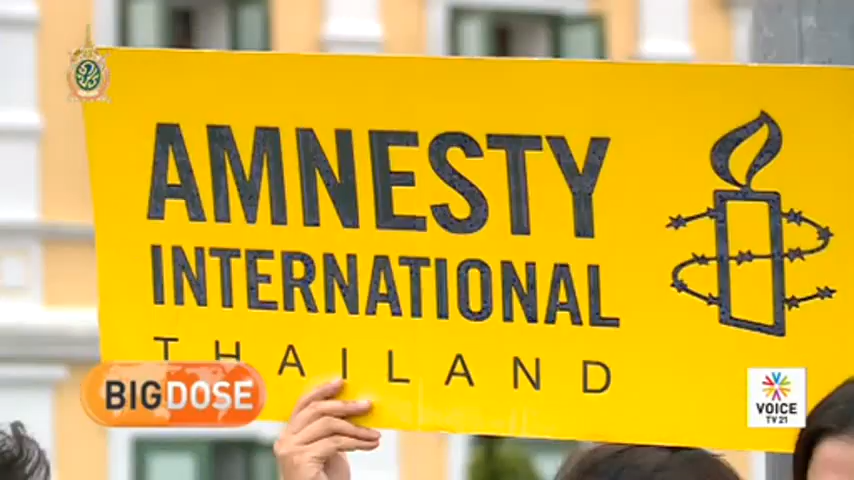 AMNESTY
INTERNATIONAL
THAILAND
BIGDOSE
VOICE
TV 21